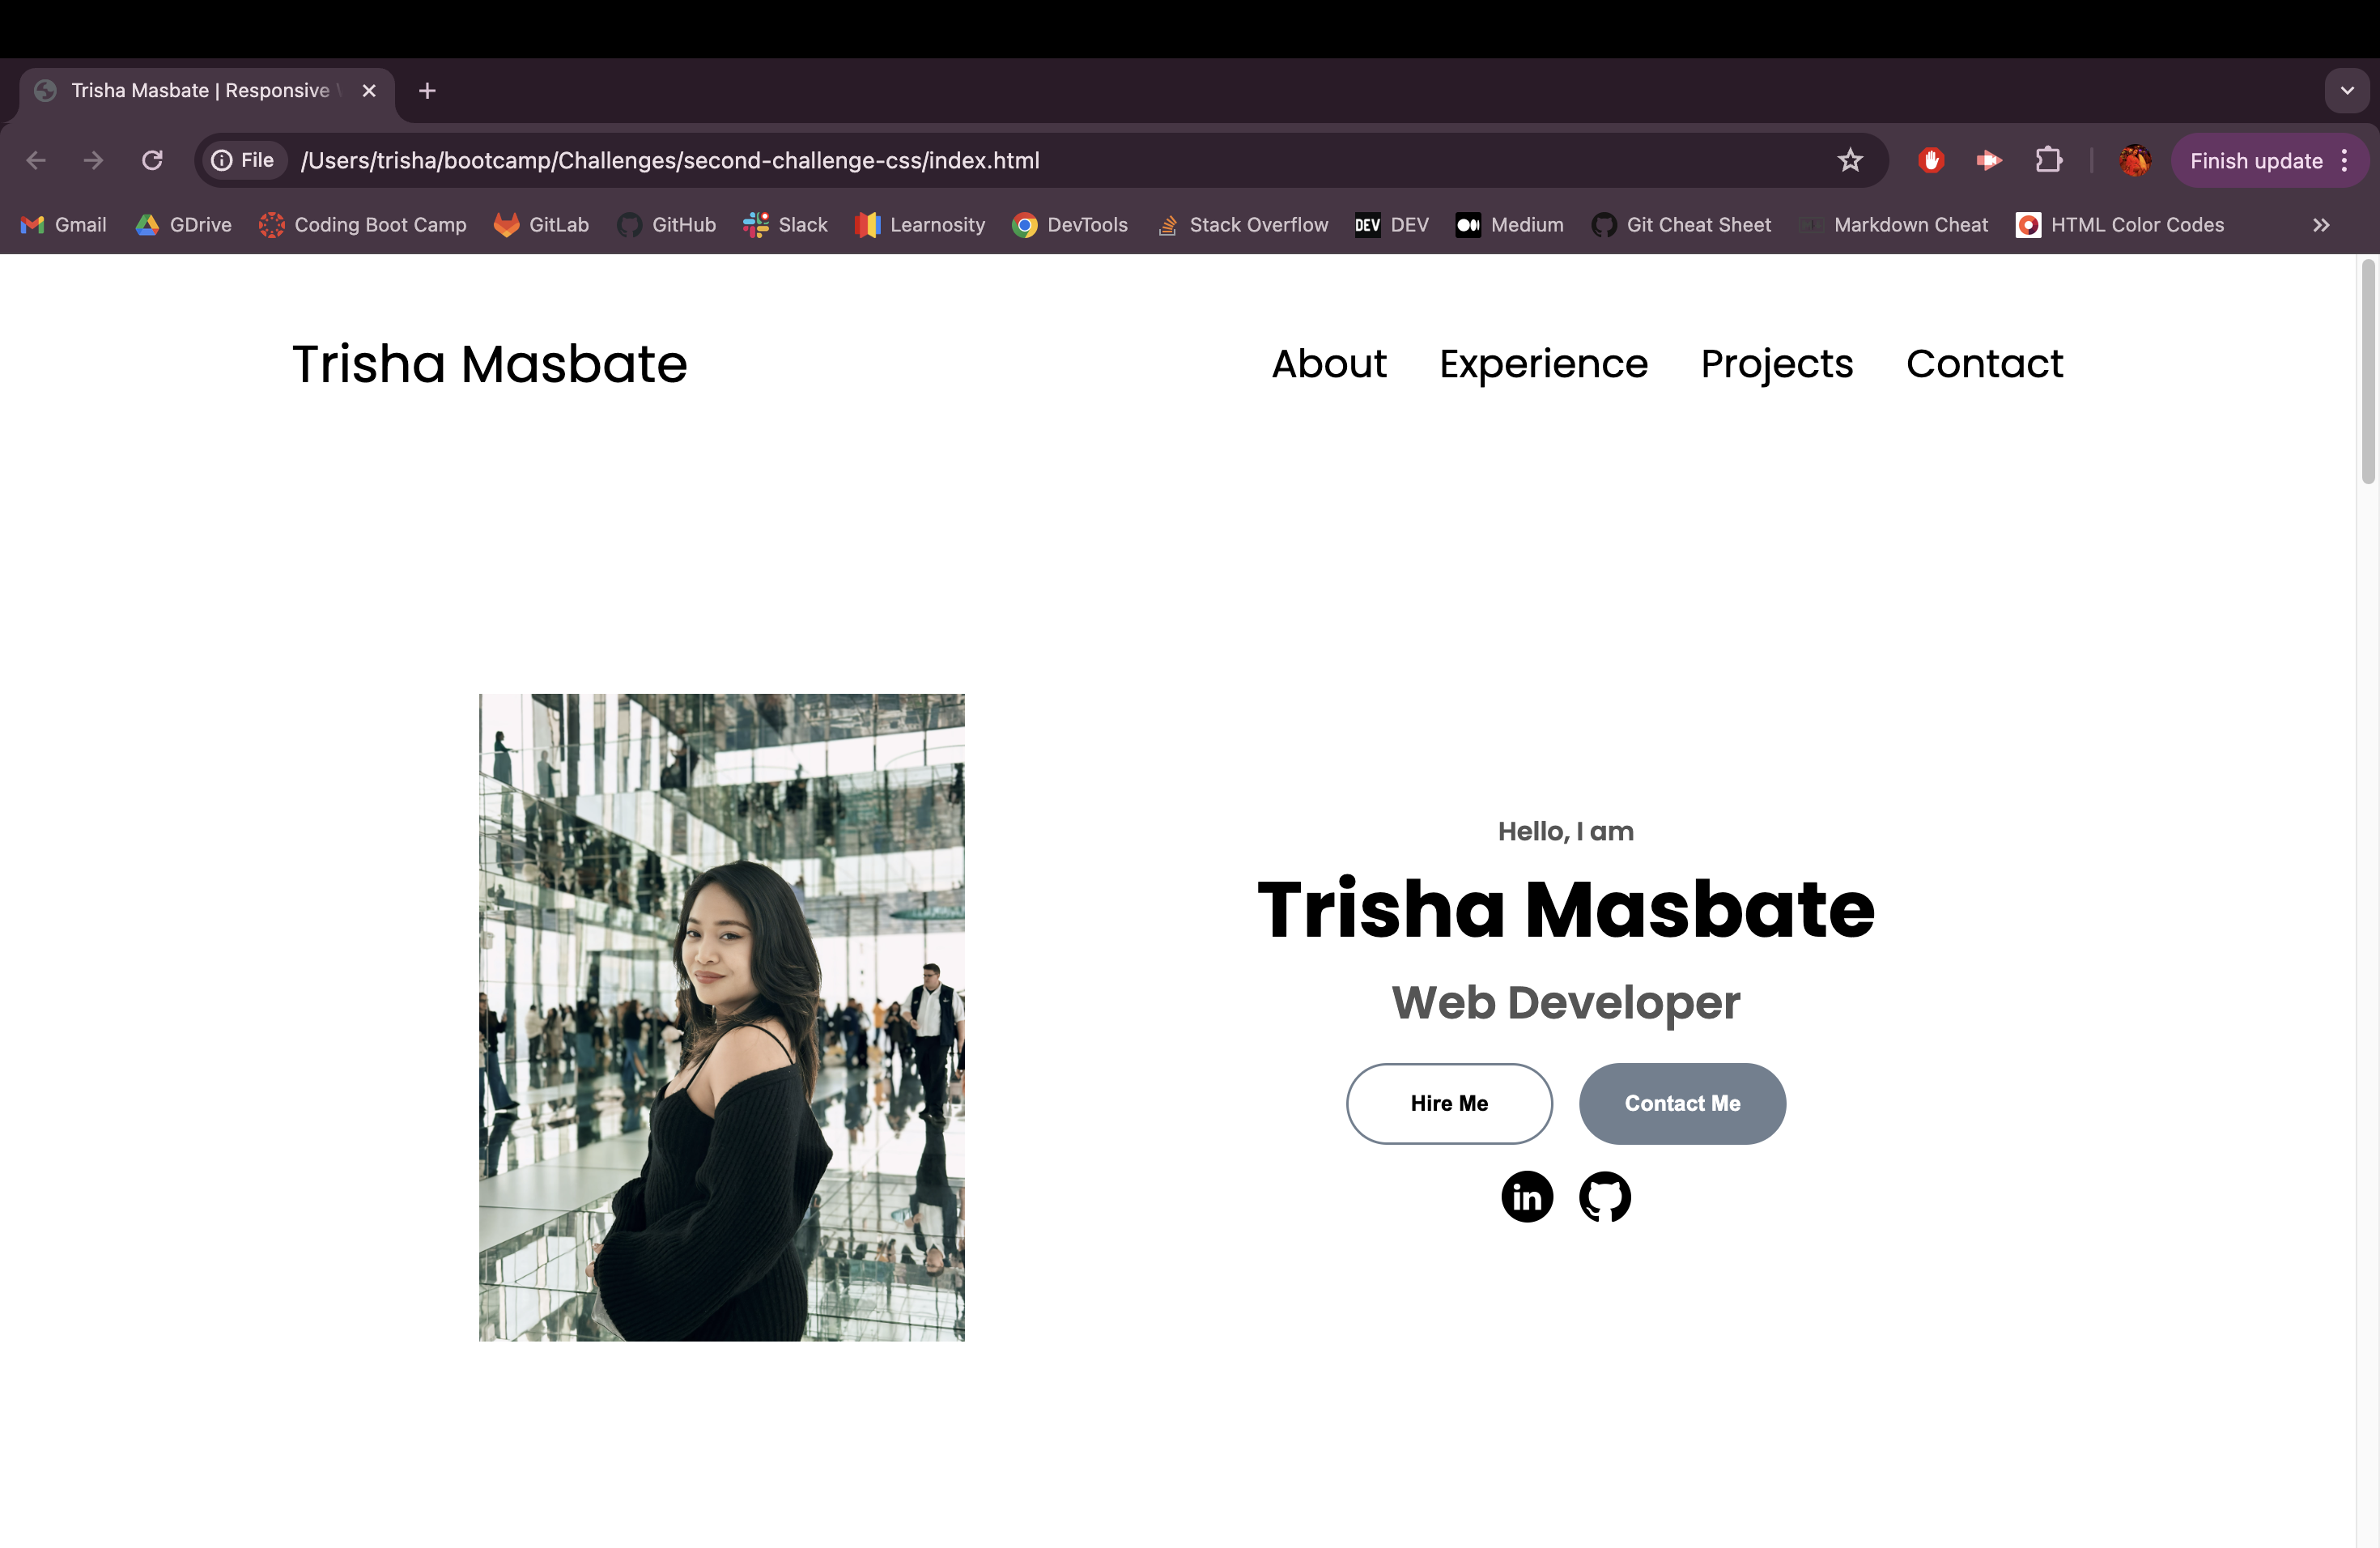 Trisha Masbate | Responsive
File /Users/trisha/bootcamp/Challenges/second-challenge-css/index.html Finish update
Gmail GDrive Coding Boot Camp GitLab GitHub Slack Learnosity DevTools Stack Overflow DEV DEV Medium Git Cheat Sheet Markdown Cheat HTML Color Codes
Trisha Masbate About Experience Projects Contact
Hello, I am
Trisha Masbate
Web Developer
Hire Me Contact Me
in